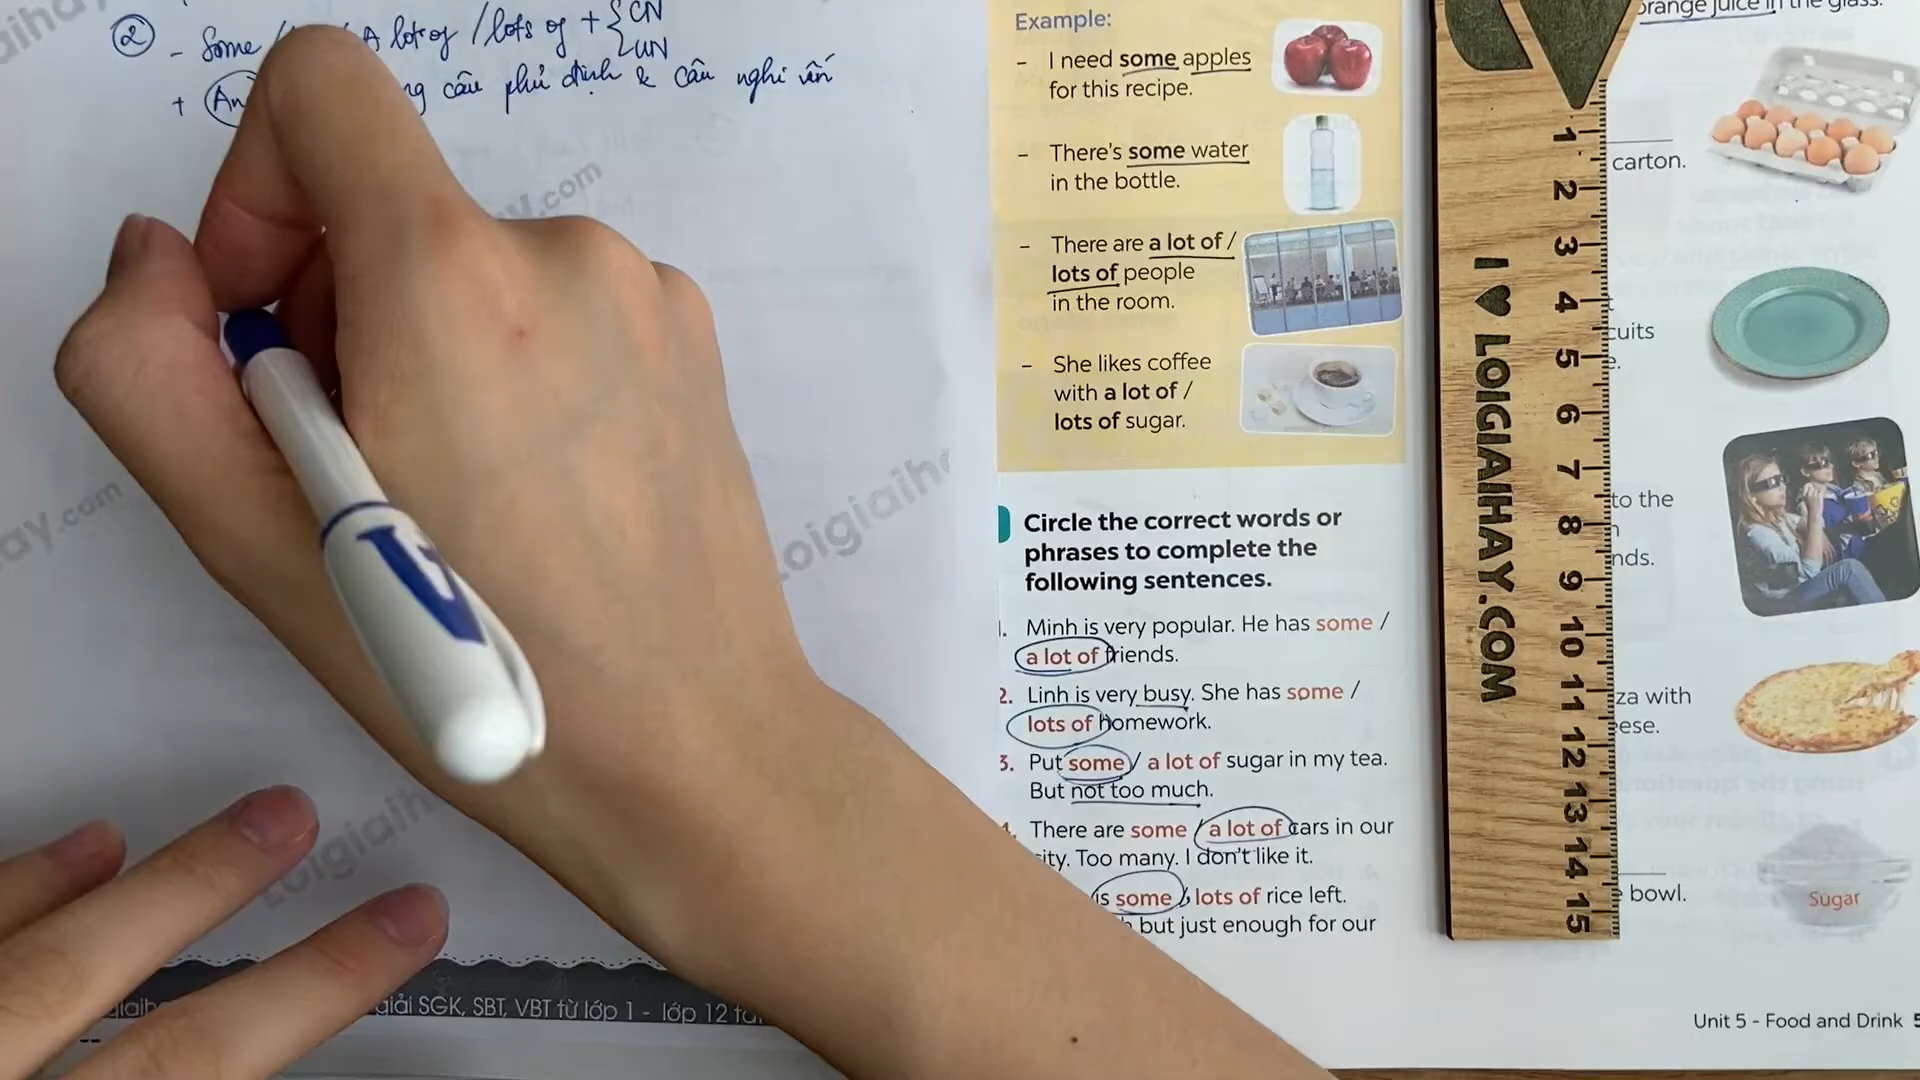 ② - Some / A lot of / lots of + { CN
UN
+ An câu phủ định & câu nghi vấn
Example:
– I need some apples
for this recipe.
– There's some water
in the bottle.
– There are a lot of /
lots of people
in the room.
– She likes coffee
with a lot of /
lots of sugar.
Circle the correct words or
phrases to complete the
following sentences.
1. Minh is very popular. He has some /
a lot of friends.
2. Linh is very busy. She has some /
lots of homework.
3. Put some / a lot of sugar in my tea.
But not too much.
There are some / a lot of cars in our
city. Too many. I don't like it.
is some / lots of rice left.
but just enough for our
orange juice in the glass.
carton.
to the
bowl.
Sugar
Unit 5 - Food and Drink 5
1
2
3
4
5
6
7
8
9
10
11
12
13
14
15
I ♥ LOIGIAIHAY.COM
Loigiaih
ay.com
y.com
Loigiaih
giải SGK, SBT, VBT từ lớp 1 - lớp 12